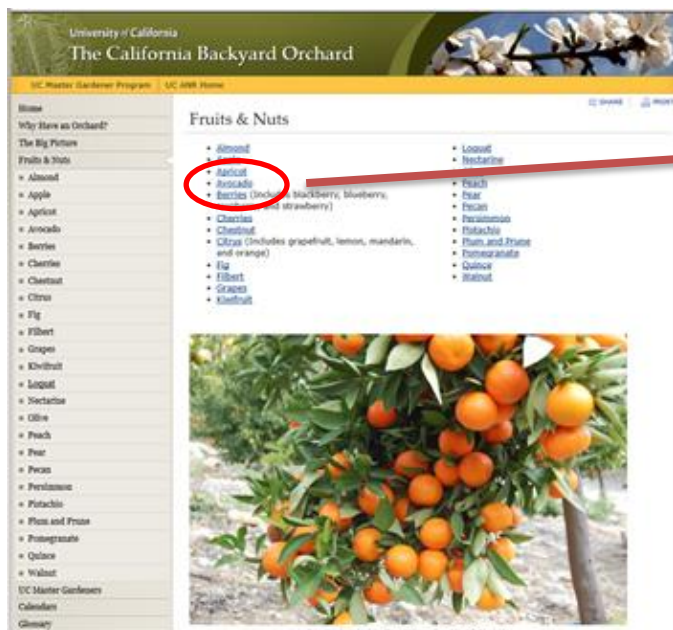 University of California
The California Backyard Orchard
UC Master Gardener Program
UC ANR Home
Home
Why Have an Orchard?
The Big Picture
Fruits & Nuts
Almond
Apple
Apricot
Avocado
Berries
Cherries
Chestnut
Citrus
Fig
Filbert
Grapes
Kiwifruit
Loquat
Nectarine
Olive
Peach
Pear
Pecan
Persimmon
Pistachio
Plum and Prune
Pomegranate
Quince
Walnut
UC Master Gardeners
Calendars
Glossary
SHARE
PRINT
Fruits & Nuts
Almond
Apricot
Avocado
Berries (Includes blackberry, blueberry,
and strawberry)
Cherries
Chestnut
Citrus (Includes grapefruit, lemon, mandarin,
and orange)
Fig
Filbert
Grapes
Kiwifruit
Loquat
Nectarine
Peach
Pear
Pecan
Persimmon
Pistachio
Plum and Prune
Pomegranate
Quince
Walnut